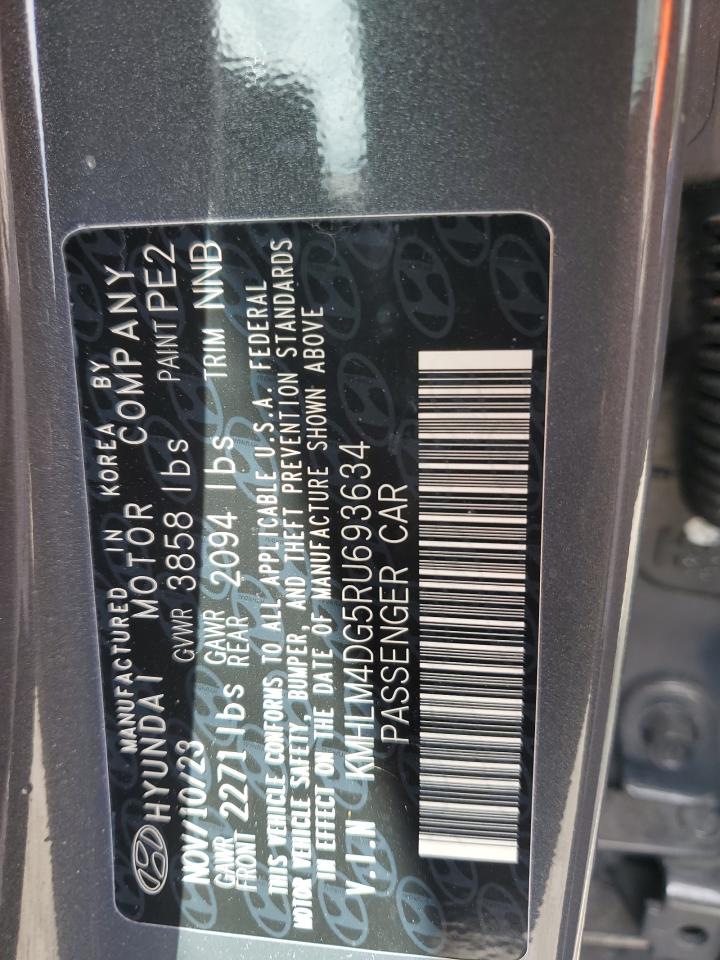 MANUFACTURED IN KOREA BY
HYUNDAI MOTOR COMPANY
NOV/10/23 GVWR 3858 lbs PAINT PE2
GAWR FRONT 2271 lbs GAWR REAR 2094 lbs TRIM NNB
THIS VEHICLE CONFORMS TO ALL APPLICABLE U.S.A. FEDERAL
MOTOR VEHICLE SAFETY, BUMPER, AND THEFT PREVENTION STANDARDS
IN EFFECT ON THE DATE OF MANUFACTURE SHOWN ABOVE
V.I.N KMHLM4DG5RU693634
PASSENGER CAR